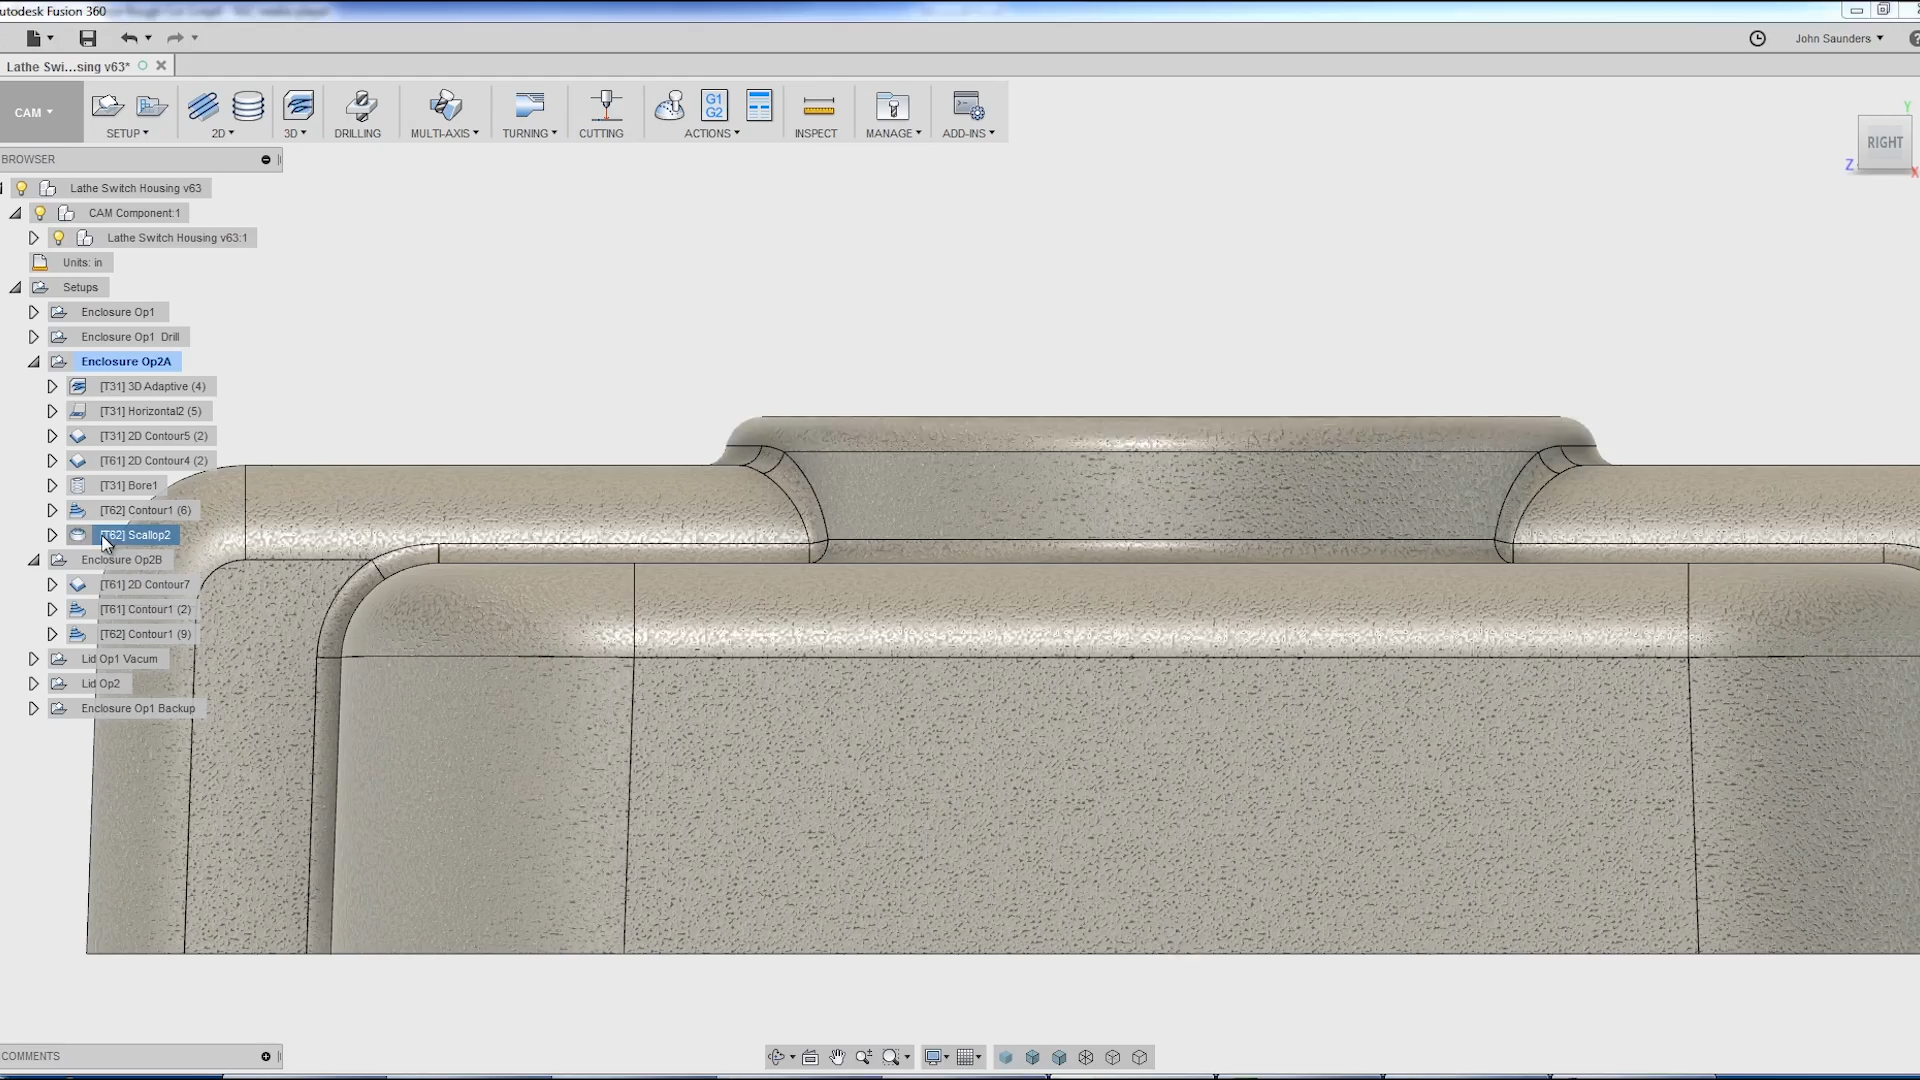 utodesk Fusion 360
John Saunders
Lathe Swi...sing v63*
CAM
SETUP
2D
3D
DRILLING
MULTI-AXIS
TURNING
CUTTING
G1
G2
ACTIONS
INSPECT
MANAGE
ADD-INS
Y
RIGHT
Z
X
BROWSER
Lathe Switch Housing v63
CAM Component:1
Lathe Switch Housing v63:1
Units: in
Setups
Enclosure Op1
Enclosure Op1 Drill
Enclosure Op2A
[T31] 3D Adaptive (4)
[T31] Horizontal2 (5)
[T31] 2D Contour5 (2)
[T61] 2D Contour4 (2)
[T31] Bore1
[T62] Contour1 (6)
[T62] Scallop2
Enclosure Op2B
[T61] 2D Contour7
[T61] Contour1 (2)
[T62] Contour1 (9)
Lid Op1 Vacum
Lid Op2
Enclosure Op1 Backup
COMMENTS